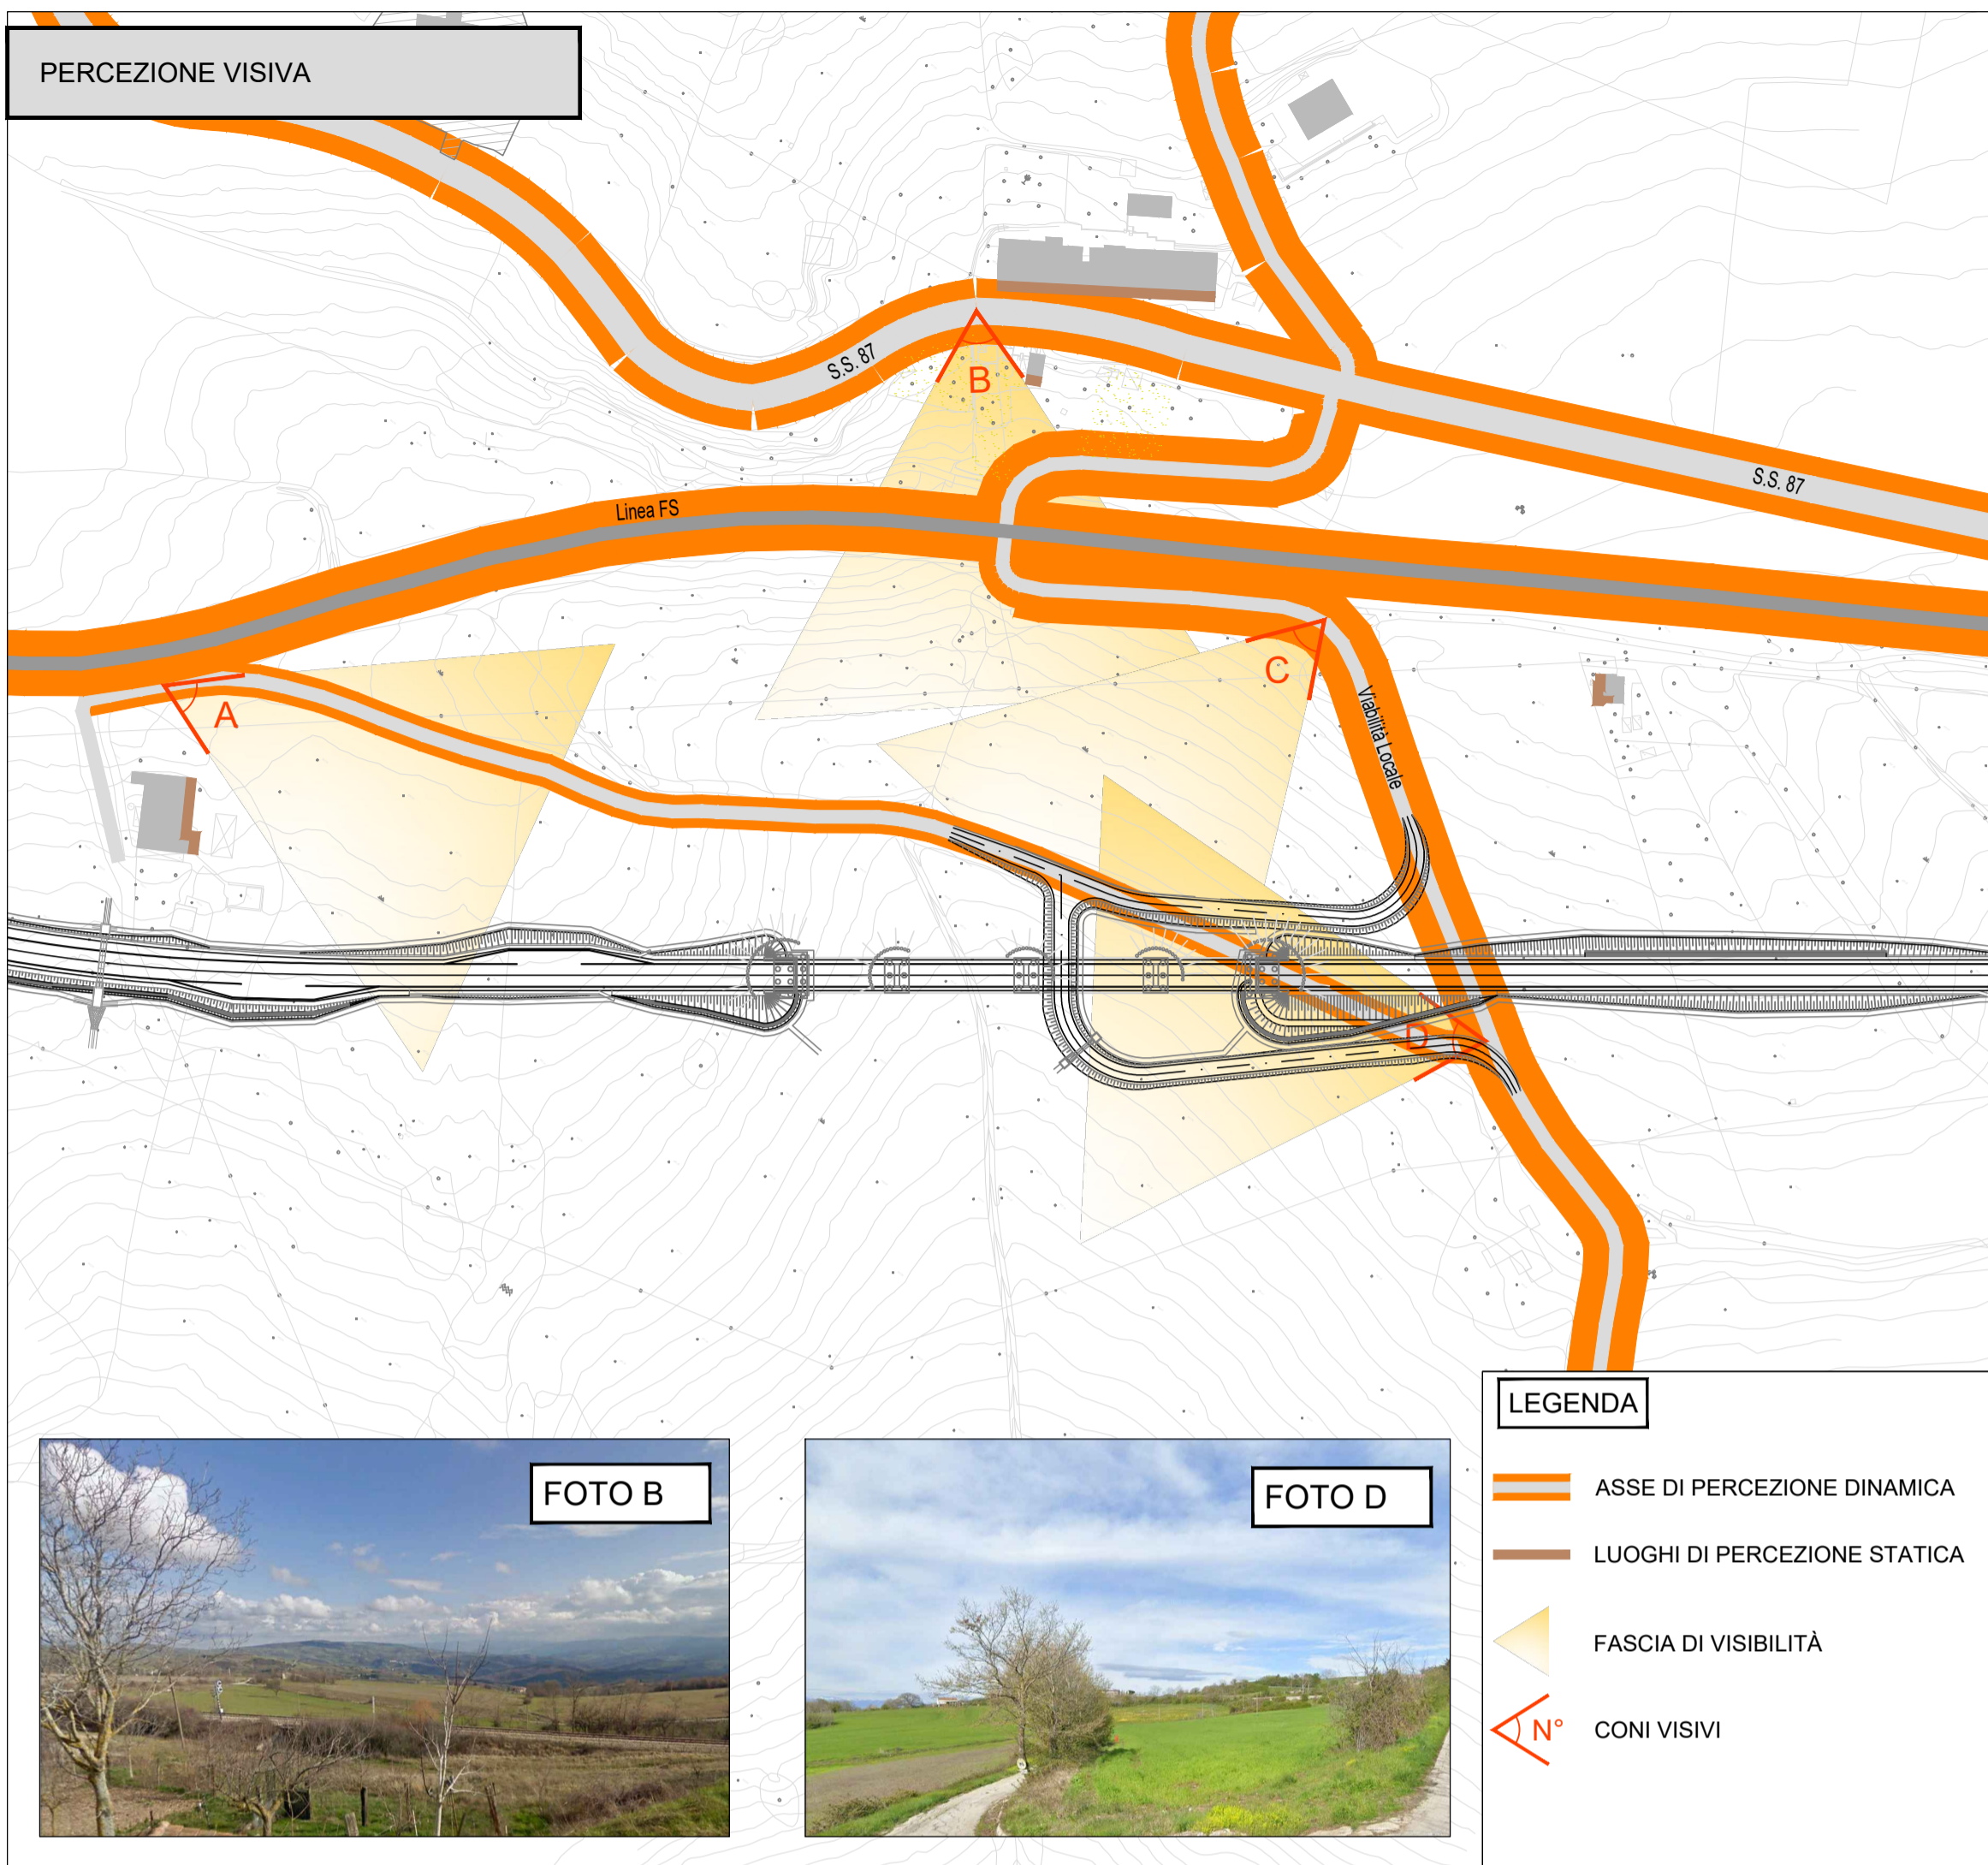 PERCEZIONE VISIVA
S.S. 87
B
S.S. 87
Linea FS
C
A
Viabilità Locale
D
LEGENDA
FOTO B
FOTO D
ASSE DI PERCEZIONE DINAMICA
LUOGHI DI PERCEZIONE STATICA
FASCIA DI VISIBILITÀ
N° CONI VISIVI